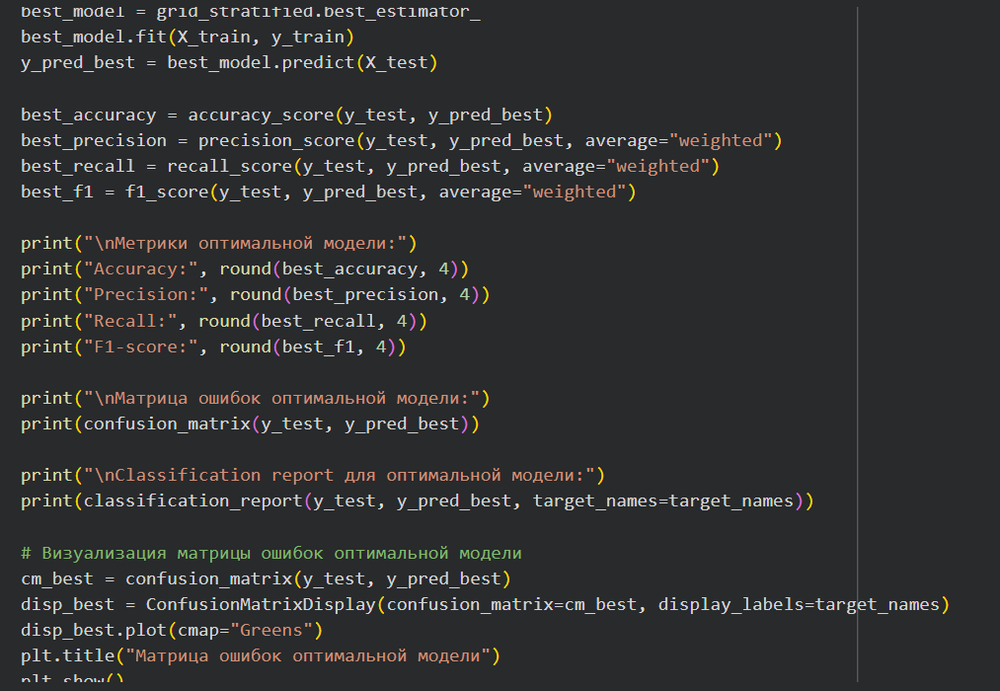 best_model = grid_stratified.best_estimator_
best_model.fit(X_train, y_train)
y_pred_best = best_model.predict(X_test)
best_accuracy = accuracy_score(y_test, y_pred_best)
best_precision = precision_score(y_test, y_pred_best, average="weighted")
best_recall = recall_score(y_test, y_pred_best, average="weighted")
best_f1 = f1_score(y_test, y_pred_best, average="weighted")
print("\nМетрики оптимальной модели:")
print("Accuracy:", round(best_accuracy, 4))
print("Precision:", round(best_precision, 4))
print("Recall:", round(best_recall, 4))
print("F1-score:", round(best_f1, 4))
print("\nМатрица ошибок оптимальной модели:")
print(confusion_matrix(y_test, y_pred_best))
print("\nClassification report для оптимальной модели:")
print(classification_report(y_test, y_pred_best, target_names=target_names))
# Визуализация матрицы ошибок оптимальной модели
cm_best = confusion_matrix(y_test, y_pred_best)
disp_best = ConfusionMatrixDisplay(confusion_matrix=cm_best, display_labels=target_names)
disp_best.plot(cmap="Greens")
plt.title("Матрица ошибок оптимальной модели")
plt.show()